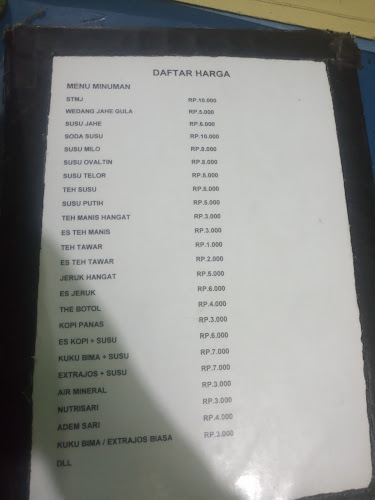 DAFTAR HARGA
MENU MINUMAN
STMJ RP.10.000
WEDANG JAHE GULA RP.5.000
SUSU JAHE RP.6.000
SODA SUSU RP.10.000
SUSU MILO RP.8.000
SUSU OVALTIN RP.8.000
SUSU TELOR RP.8.000
TEH SUSU RP.5.000
SUSU PUTIH RP.5.000
TEH MANIS HANGAT RP.3.000
ES TEH MANIS RP.3.000
TEH TAWAR RP.1.000
ES TEH TAWAR RP.2.000
JERUK HANGAT RP.5.000
ES JERUK RP.6.000
THE BOTOL RP.4.000
KOPI PANAS RP.3.000
ES KOPI + SUSU RP.6.000
KUKU BIMA + SUSU RP.7.000
EXTRAJOS + SUSU RP.7.000
AIR MINERAL RP.3.000
NUTRISARI RP.3.000
ADEM SARI RP.4.000
KUKU BIMA / EXTRAJOS BIASA RP.3.000
DLL